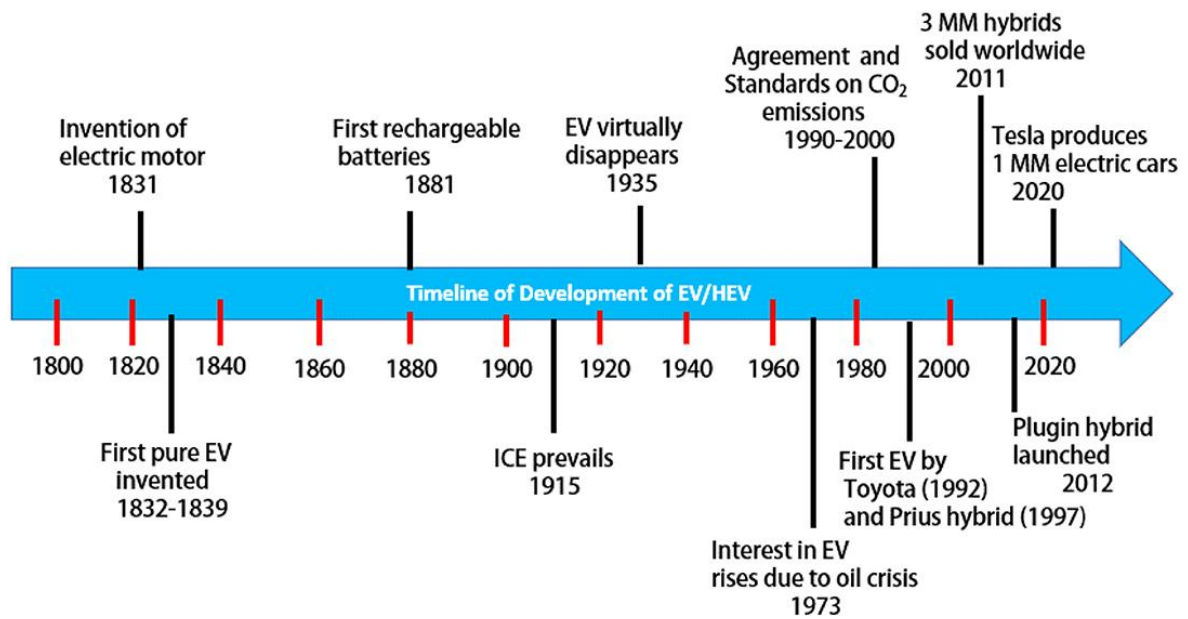 3 MM hybrids
sold worldwide
2011
Agreement and
Standards on CO₂
emissions
1990-2000
Invention of
electric motor
1831
First rechargeable
batteries
1881
EV virtually
disappears
1935
Tesla produces
1 MM electric cars
2020
Timeline of Development of EV/HEV
1800 1820 1840 1860 1880 1900 1920 1940 1960 1980 2000 2020
First pure EV
invented
1832-1839
ICE prevails
1915
Interest in EV
rises due to oil crisis
1973
First EV by
Toyota (1992)
and Prius hybrid (1997)
Plugin hybrid
launched
2012